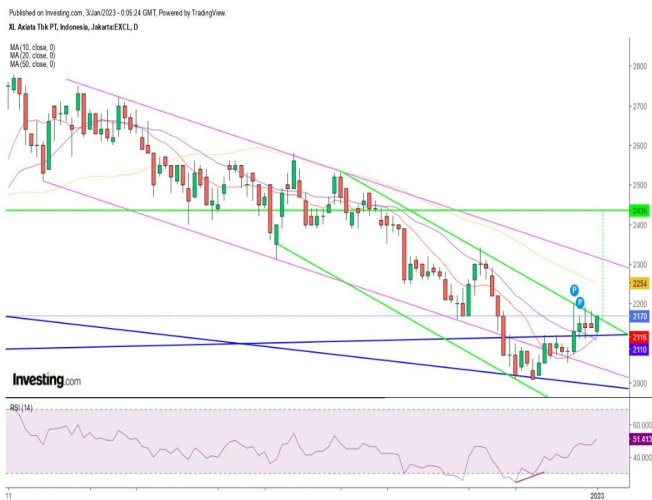 Published on Investing.com, 3/Jan/2023 - 0:05:24 GMT, Powered by TradingView.
XL Axiata Tbk PT, Indonesia, Jakarta:EXCL, D
MA (10, close, 0)
MA (20, close, 0)
MA (50, close, 0)
2800
2700
2600
2500
2436
2400
2300
2254
2200
2170
2116
2110
2000
P
P
Investing.com
RSI (14)
51.413
40.000
11
2023